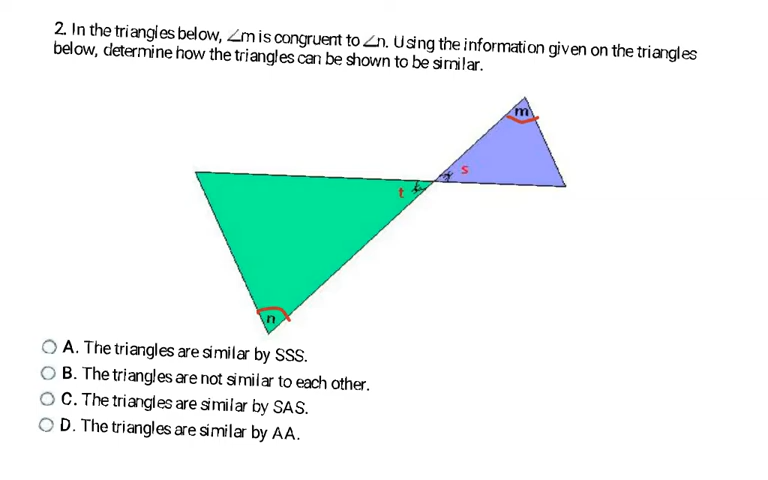 2. In the triangles below, ∠m is congruent to ∠n. Using the information given on the triangles
below, determine how the triangles can be shown to be similar.
m
s
t
n
A. The triangles are similar by SSS.
B. The triangles are not similar to each other.
C. The triangles are similar by SAS.
D. The triangles are similar by AA.